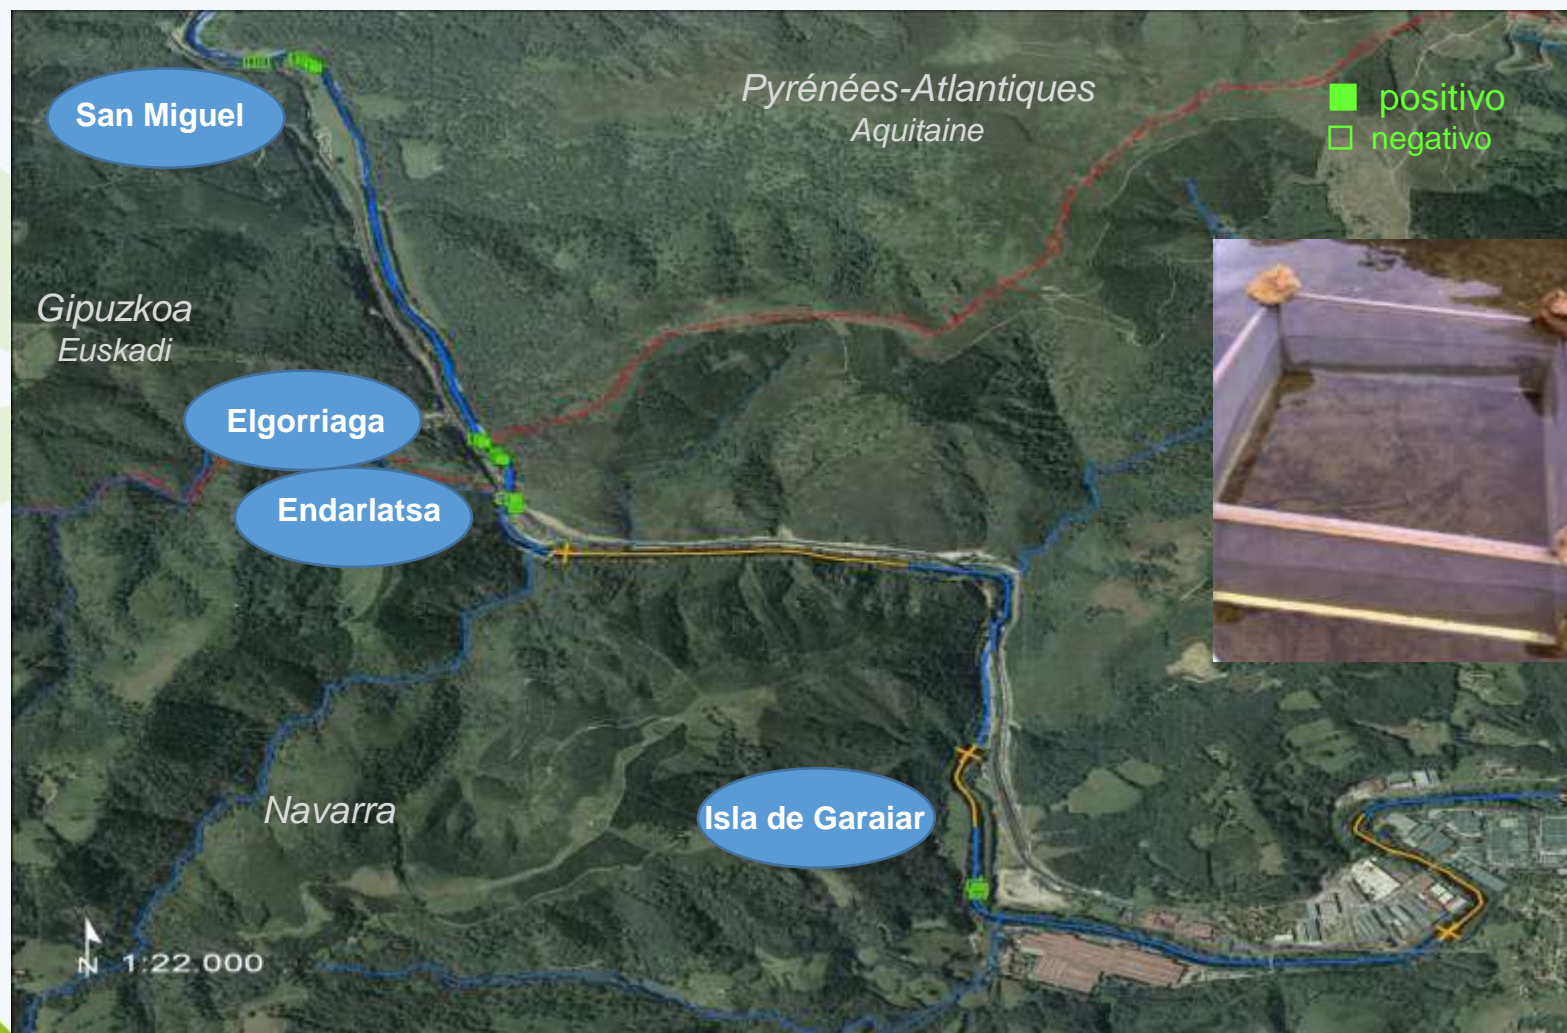 San Miguel
Pyrénées-Atlantiques
Aquitaine
positivo
negativo
Gipuzkoa
Euskadi
Elgorriaga
Endarlatsa
Navarra
Isla de Garaiar
N 1:22.000